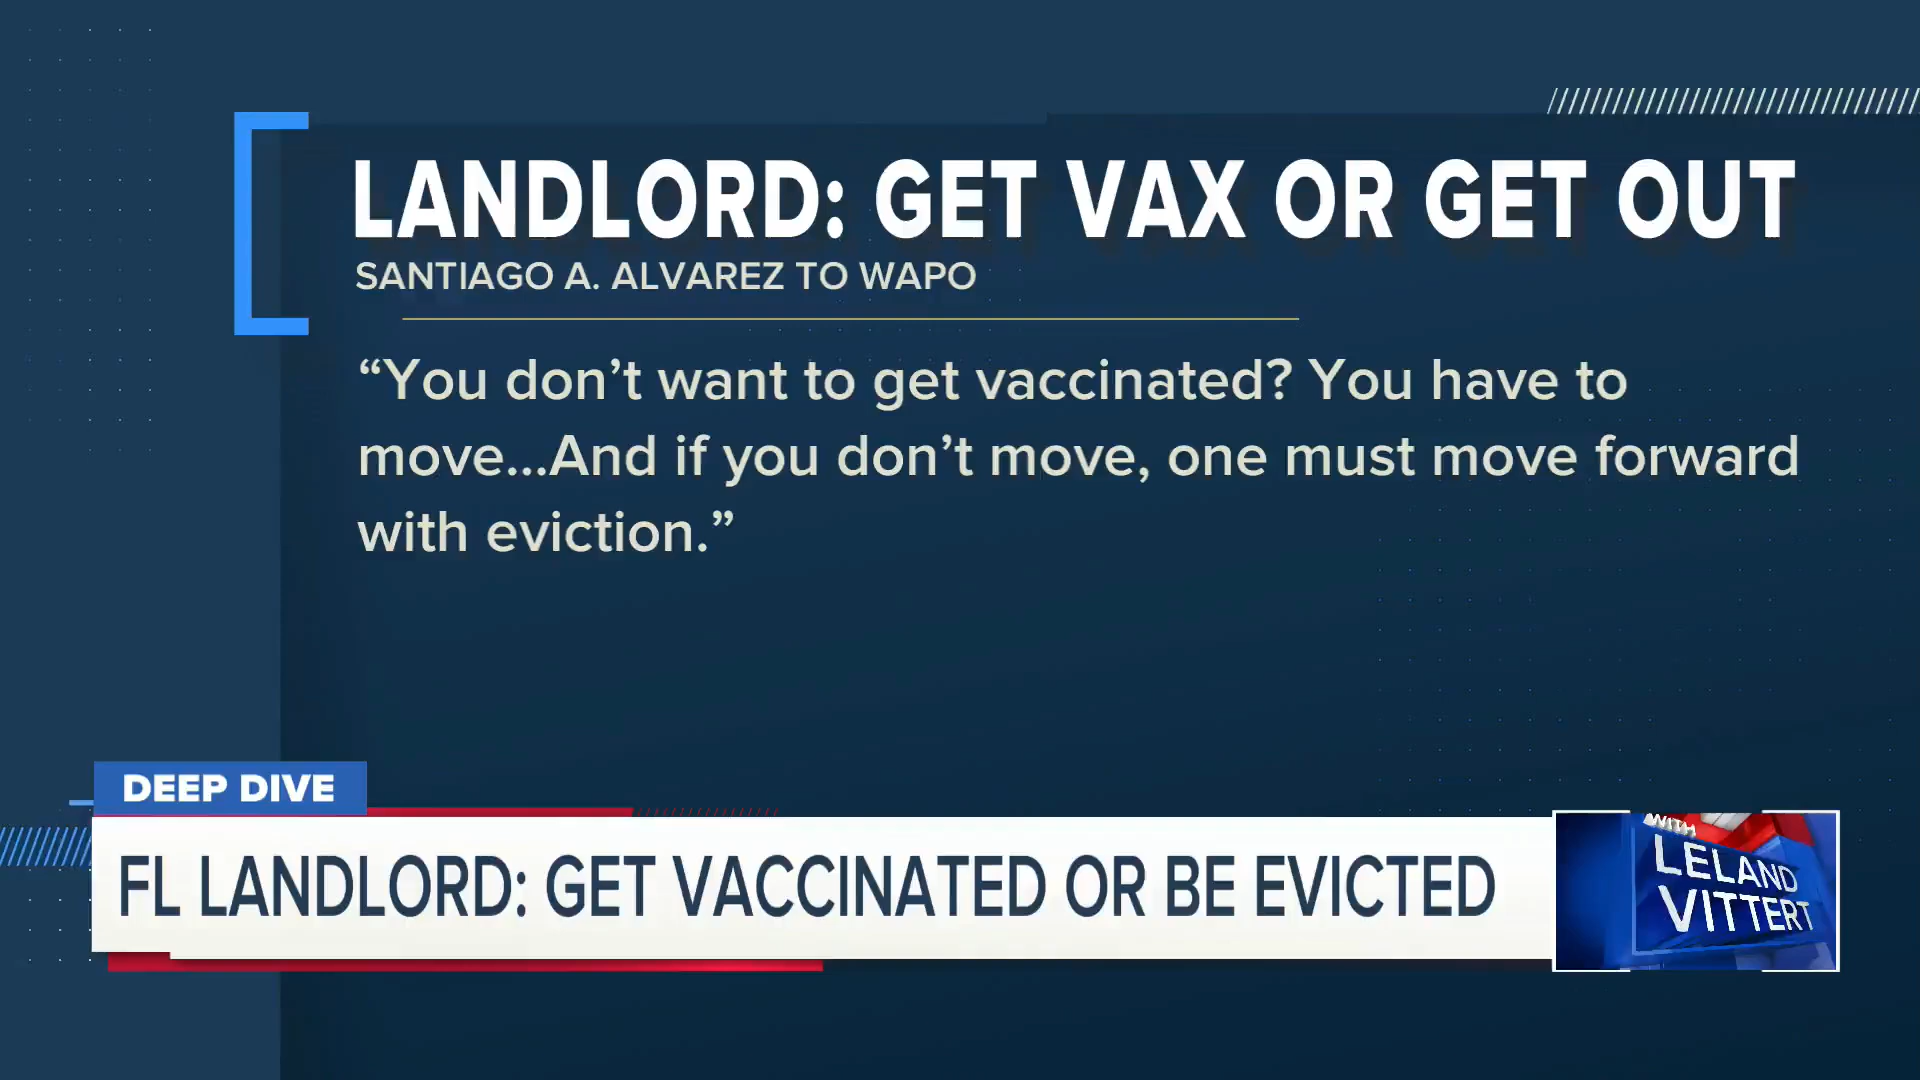 LANDLORD: GET VAX OR GET OUT
SANTIAGO A. ALVAREZ TO WAPO
“You don’t want to get vaccinated? You have to
move...And if you don’t move, one must move forward
with eviction.”
DEEP DIVE
FL LANDLORD: GET VACCINATED OR BE EVICTED
WITH
LELAND
VITTERT